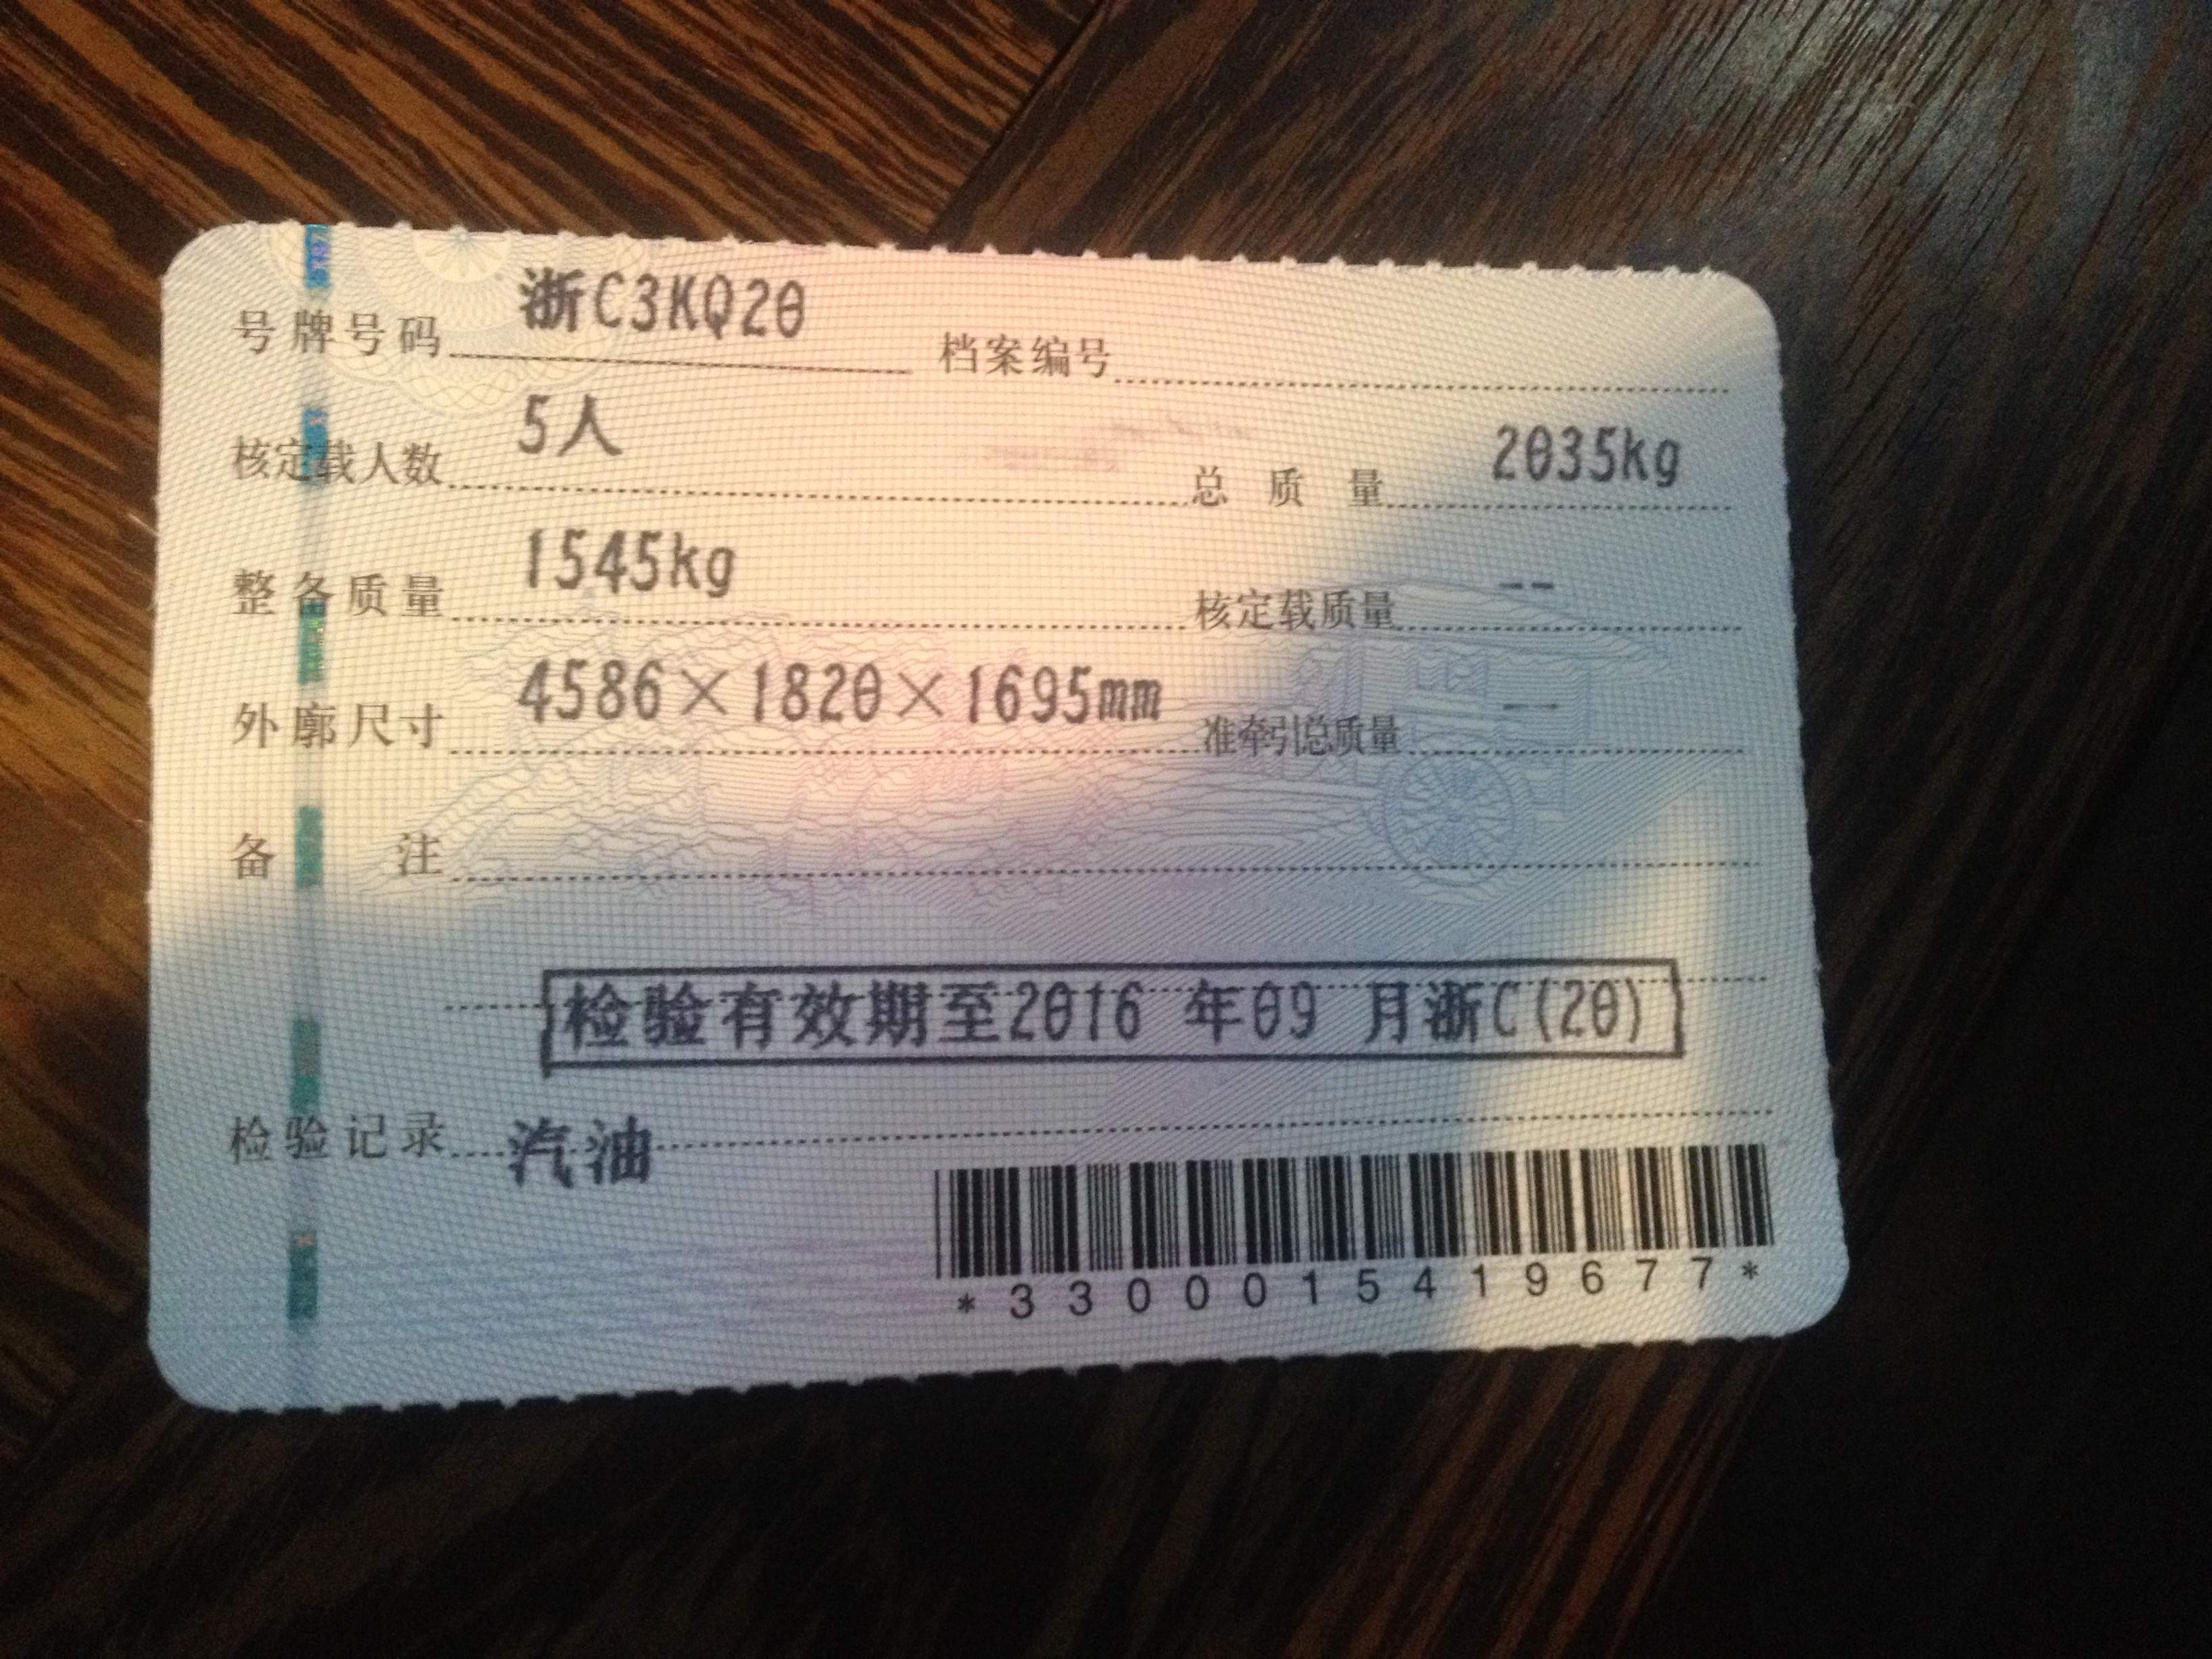 号牌号码 浙C3KQ20 档案编号
核定载人数 5人 总质量 2035kg
整备质量 1545kg 核定载质量 --
外廓尺寸 4586×1820×1695mm 准牵引总质量 --
备注
检验有效期至2016 年09 月浙C(20)
检验记录 汽油
*3300015419677*